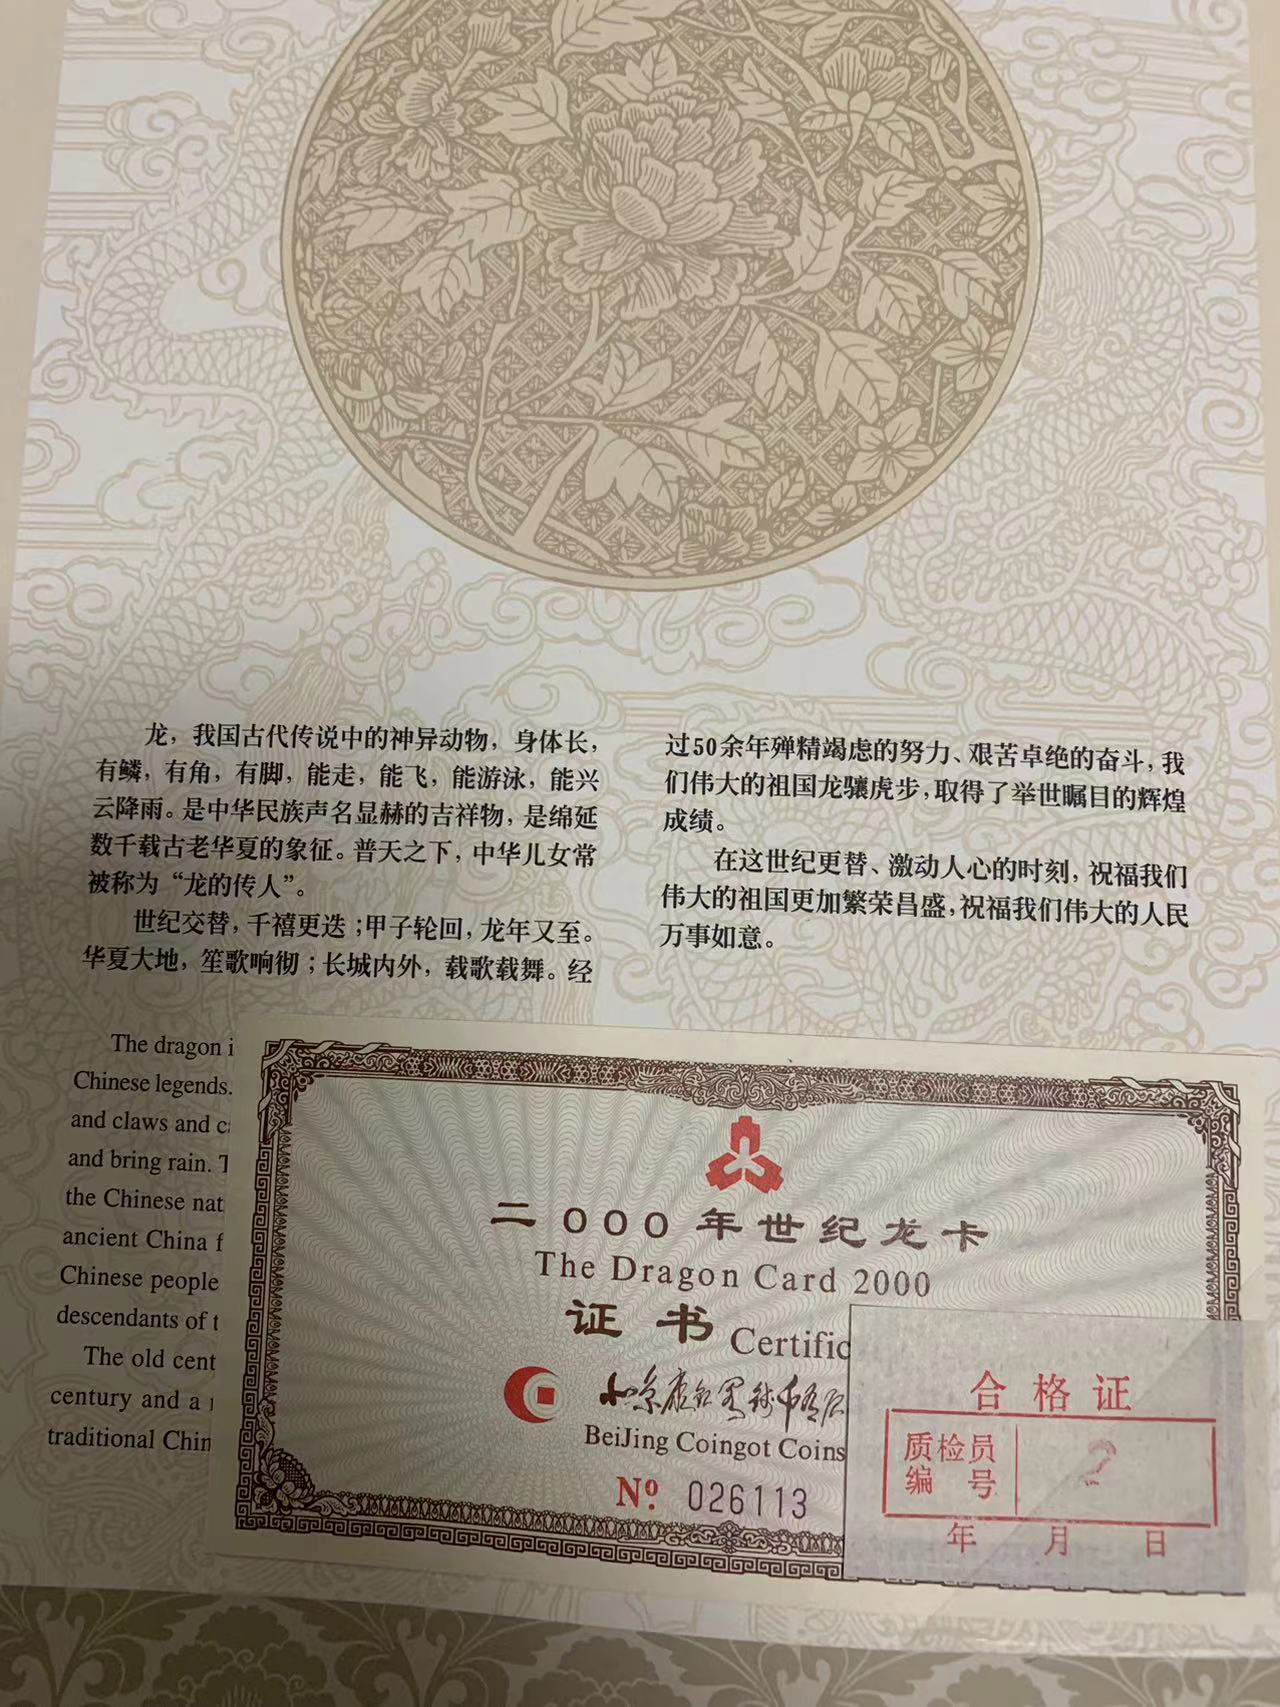 龙，我国古代传说中的神异动物，身体长，
有鳞，有角，有脚，能走，能飞，能游泳，能兴
云降雨。是中华民族声名显赫的吉祥物，是绵延
数千载古老华夏的象征。普天之下，中华儿女常
被称为“龙的传人”。
世纪交替，千禧更迭；甲子轮回，龙年又至。
华夏大地，笙歌响彻；长城内外，载歌载舞。经
过50余年殚精竭虑的努力、艰苦卓绝的奋斗，我
们伟大的祖国龙骧虎步，取得了举世瞩目的辉煌
成绩。
在这世纪更替、激动人心的时刻，祝福我们
伟大的祖国更加繁荣昌盛，祝福我们伟大的人民
万事如意。
The dragon i
Chinese legends.
and claws and c
and bring rain. T
the Chinese nat
ancient China f
Chinese people
descendants of t
The old cent
century and a
traditional Chin
二000年世纪龙卡
The Dragon Card 2000
证书 Certific
BeiJing Coingot Coins
Nº 026113
合格证
质检员
编号
2
年 月 日